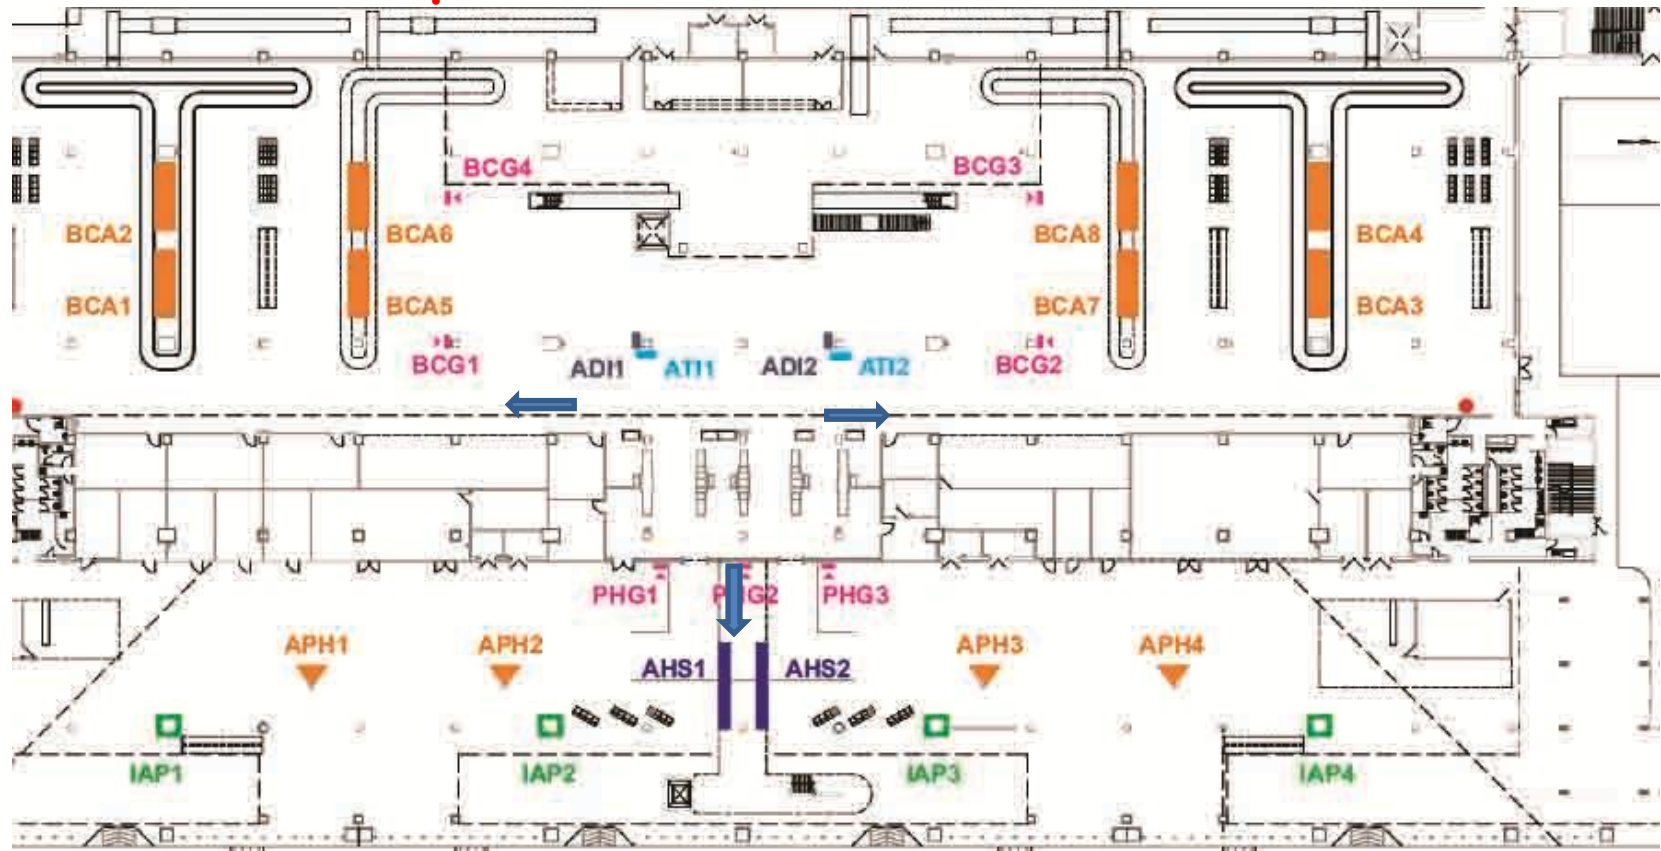 BCG4 BCG3
BCA2 BCA6 BCA8 BCA4
BCA1 BCA5 BCA7 BCA3
BCG1 ADI1 ATI1 ADI2 ATI2 BCG2
PHG1 PHG2 PHG3
APH1 APH2 APH3 APH4
AHS1 AHS2
IAP1 IAP2 IAP3 IAP4